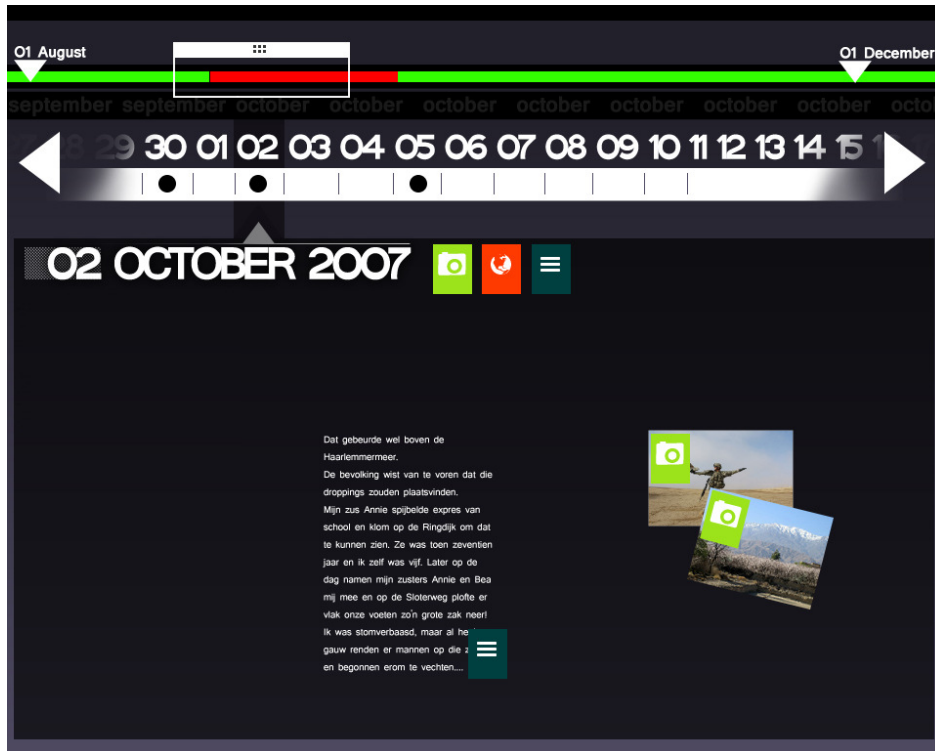 01 August
01 December
september september october october october october october october october octo
28 29 30 01 02 03 04 05 06 07 08 09 10 11 12 13 14 15
02 OCTOBER 2007
Dat gebeurde wel boven de
Haarlemmermeer.
De bevolking wist van te voren dat die
droppings zouden plaatsvinden.
Mijn zus Annie spijbelde expres van
school en klom op de Ringdijk om dat
te kunnen zien. Ze was toen zeventien
jaar en ik zelf was vijf. Later op de
dag namen mijn zusters Annie en Bea
mij mee en op de Sloterweg plofte er
vlak onze voeten zo'n grote zak neer!
Ik was stomverbaasd, maar al
gauw renden er mannen op die
en begonnen erom te vechten....